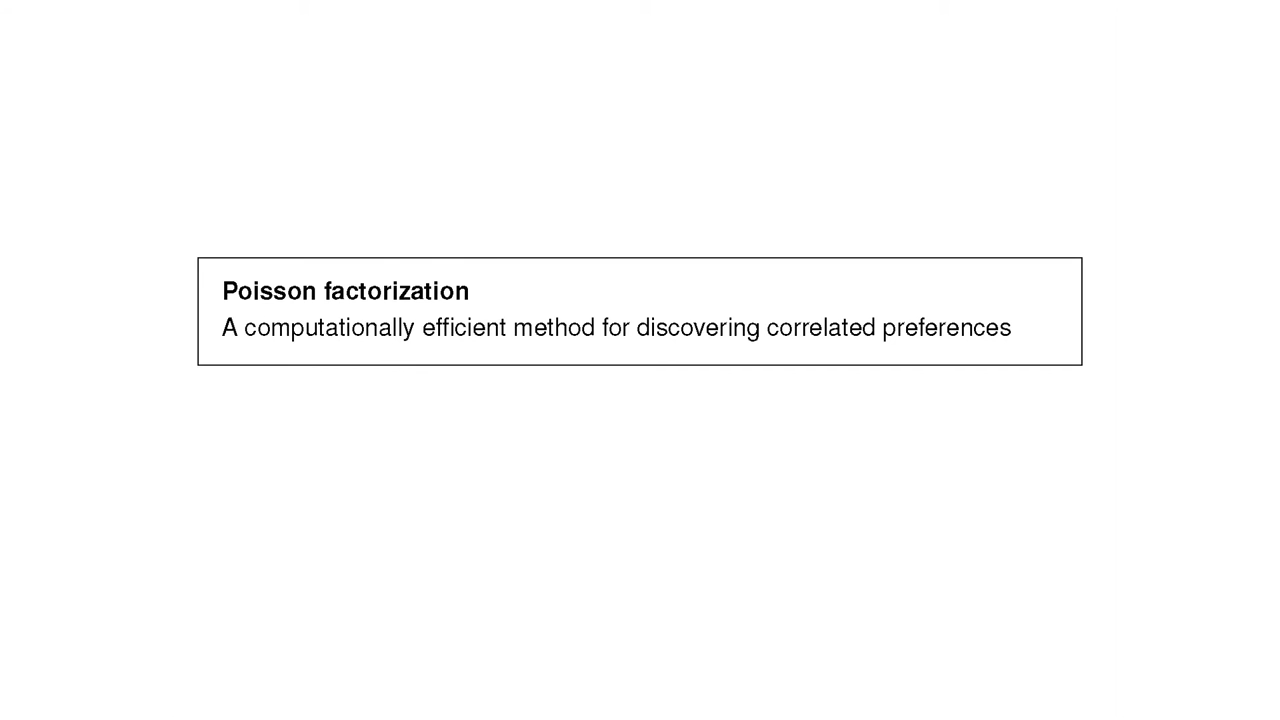 Poisson factorization
A computationally efficient method for discovering correlated preferences